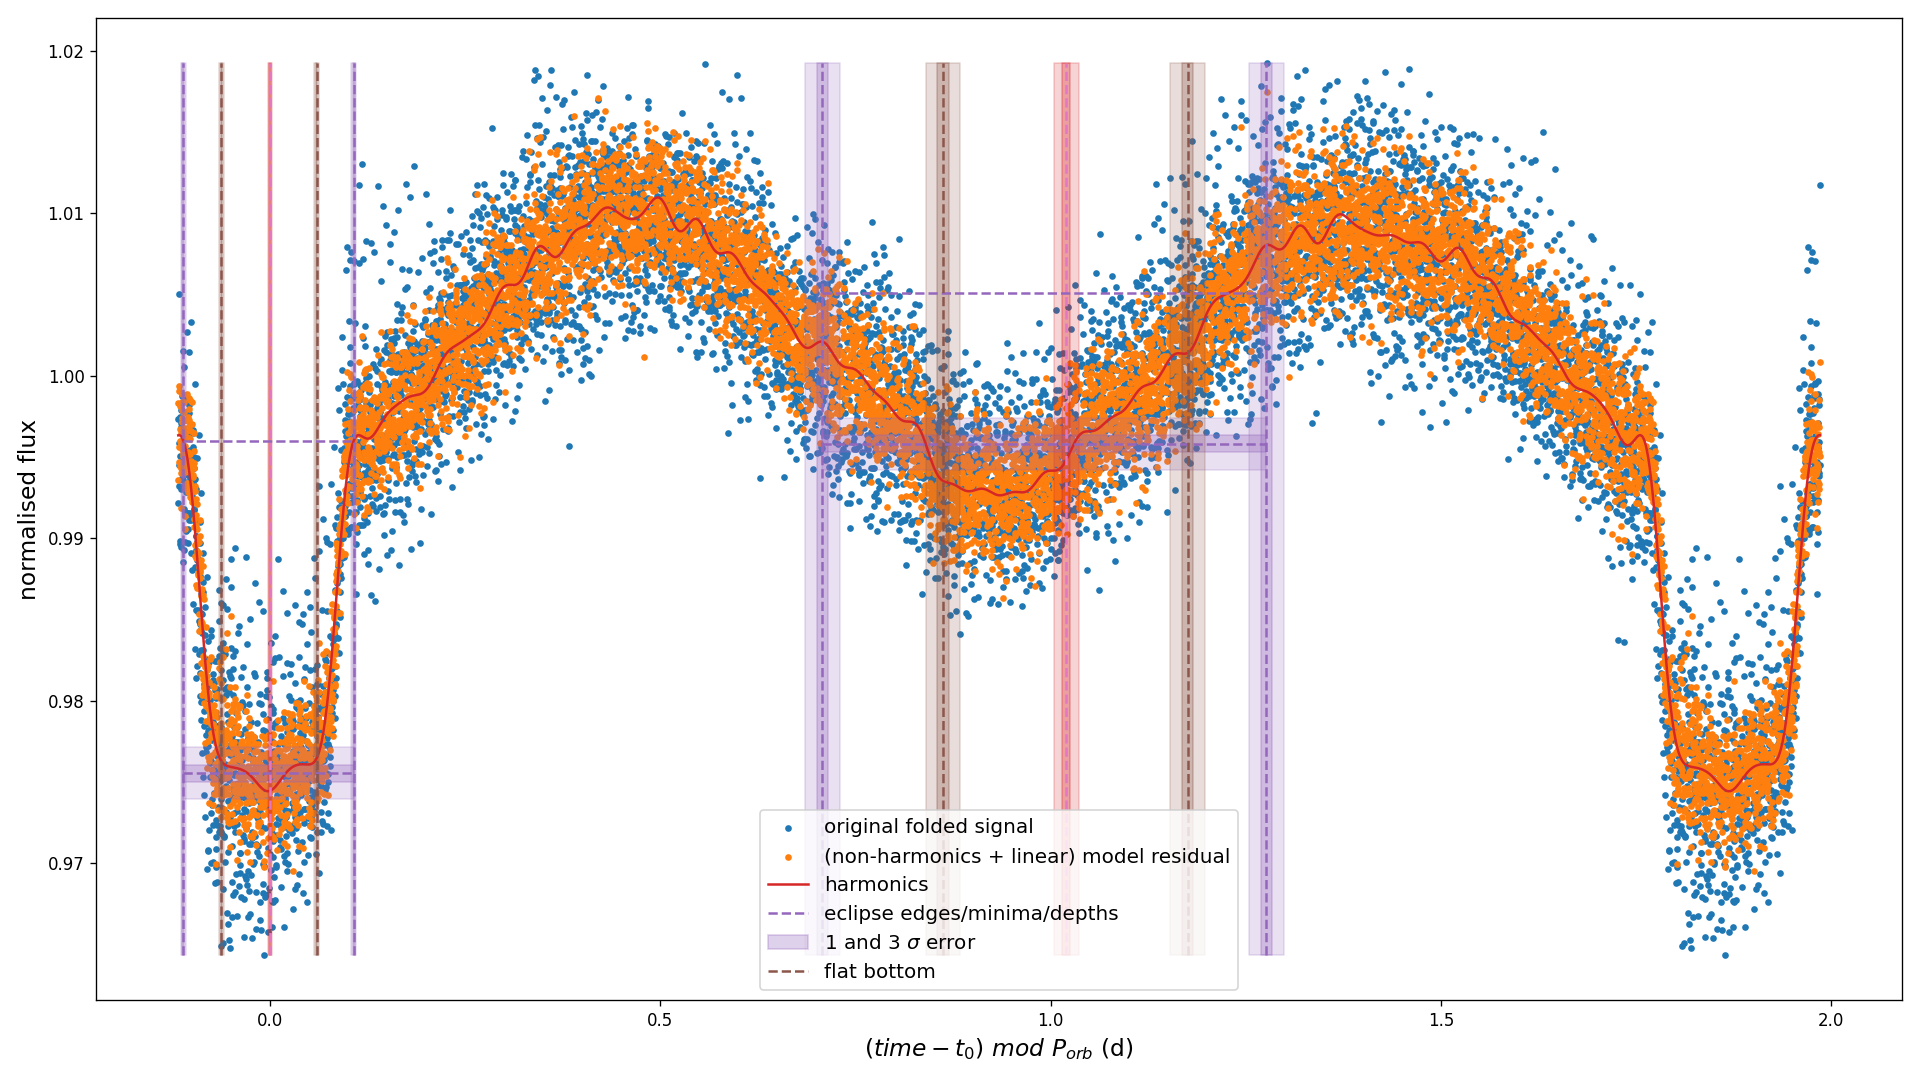 1.02
1.01
1.00
0.99
0.98
0.97
normalised flux
original folded signal
(non-harmonics + linear) model residual
harmonics
eclipse edges/minima/depths
1 and 3 σ error
flat bottom
0.0 0.5 1.0 1.5 2.0
(time − t₀) mod P_orb (d)